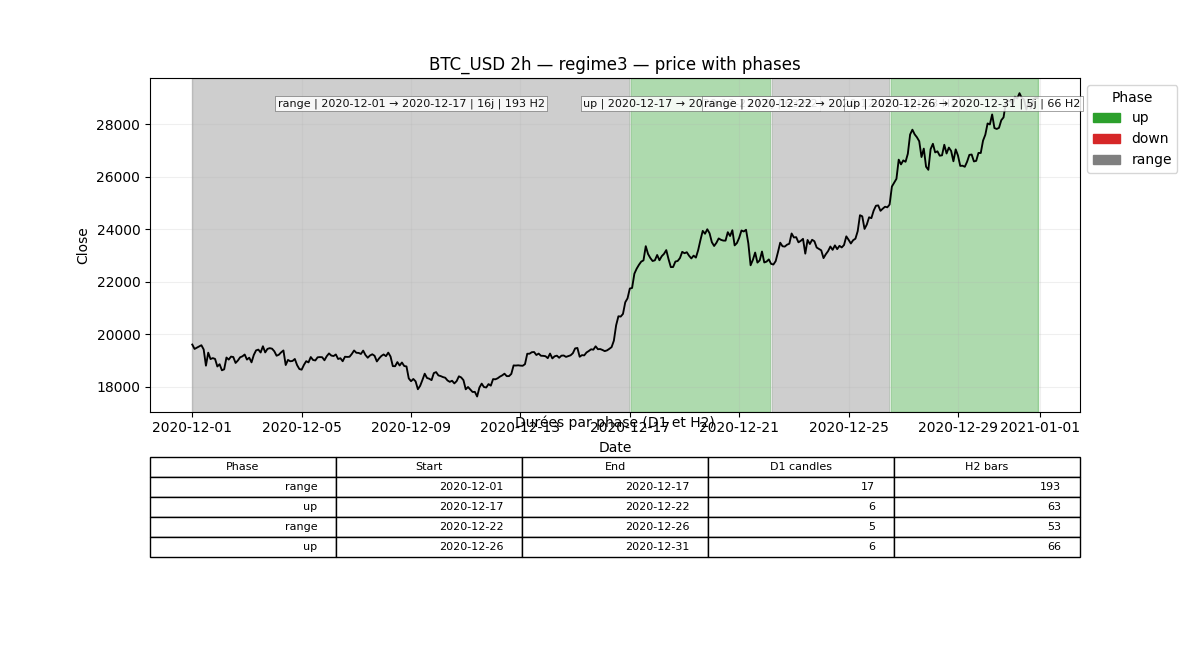 BTC_USD 2h — regime3 — price with phases
range | 2020-12-01 → 2020-12-17 | 16j | 193 H2
up | 2020-12-17 → 20
range | 2020-12-22 → 20
up | 2020-12-26 → 2020-12-31 | 5j | 66 H2
Phase
up
down
range
28000
26000
24000
22000
20000
18000
Close
2020-12-01 2020-12-05 2020-12-09 2020-12-13 2020-12-17 2020-12-21 2020-12-25 2020-12-29 2021-01-01
Durées par phase (D1 et H2)
Date
Phase Start End D1 candles H2 bars
range 2020-12-01 2020-12-17 17 193
up 2020-12-17 2020-12-22 6 63
range 2020-12-22 2020-12-26 5 53
up 2020-12-26 2020-12-31 6 66